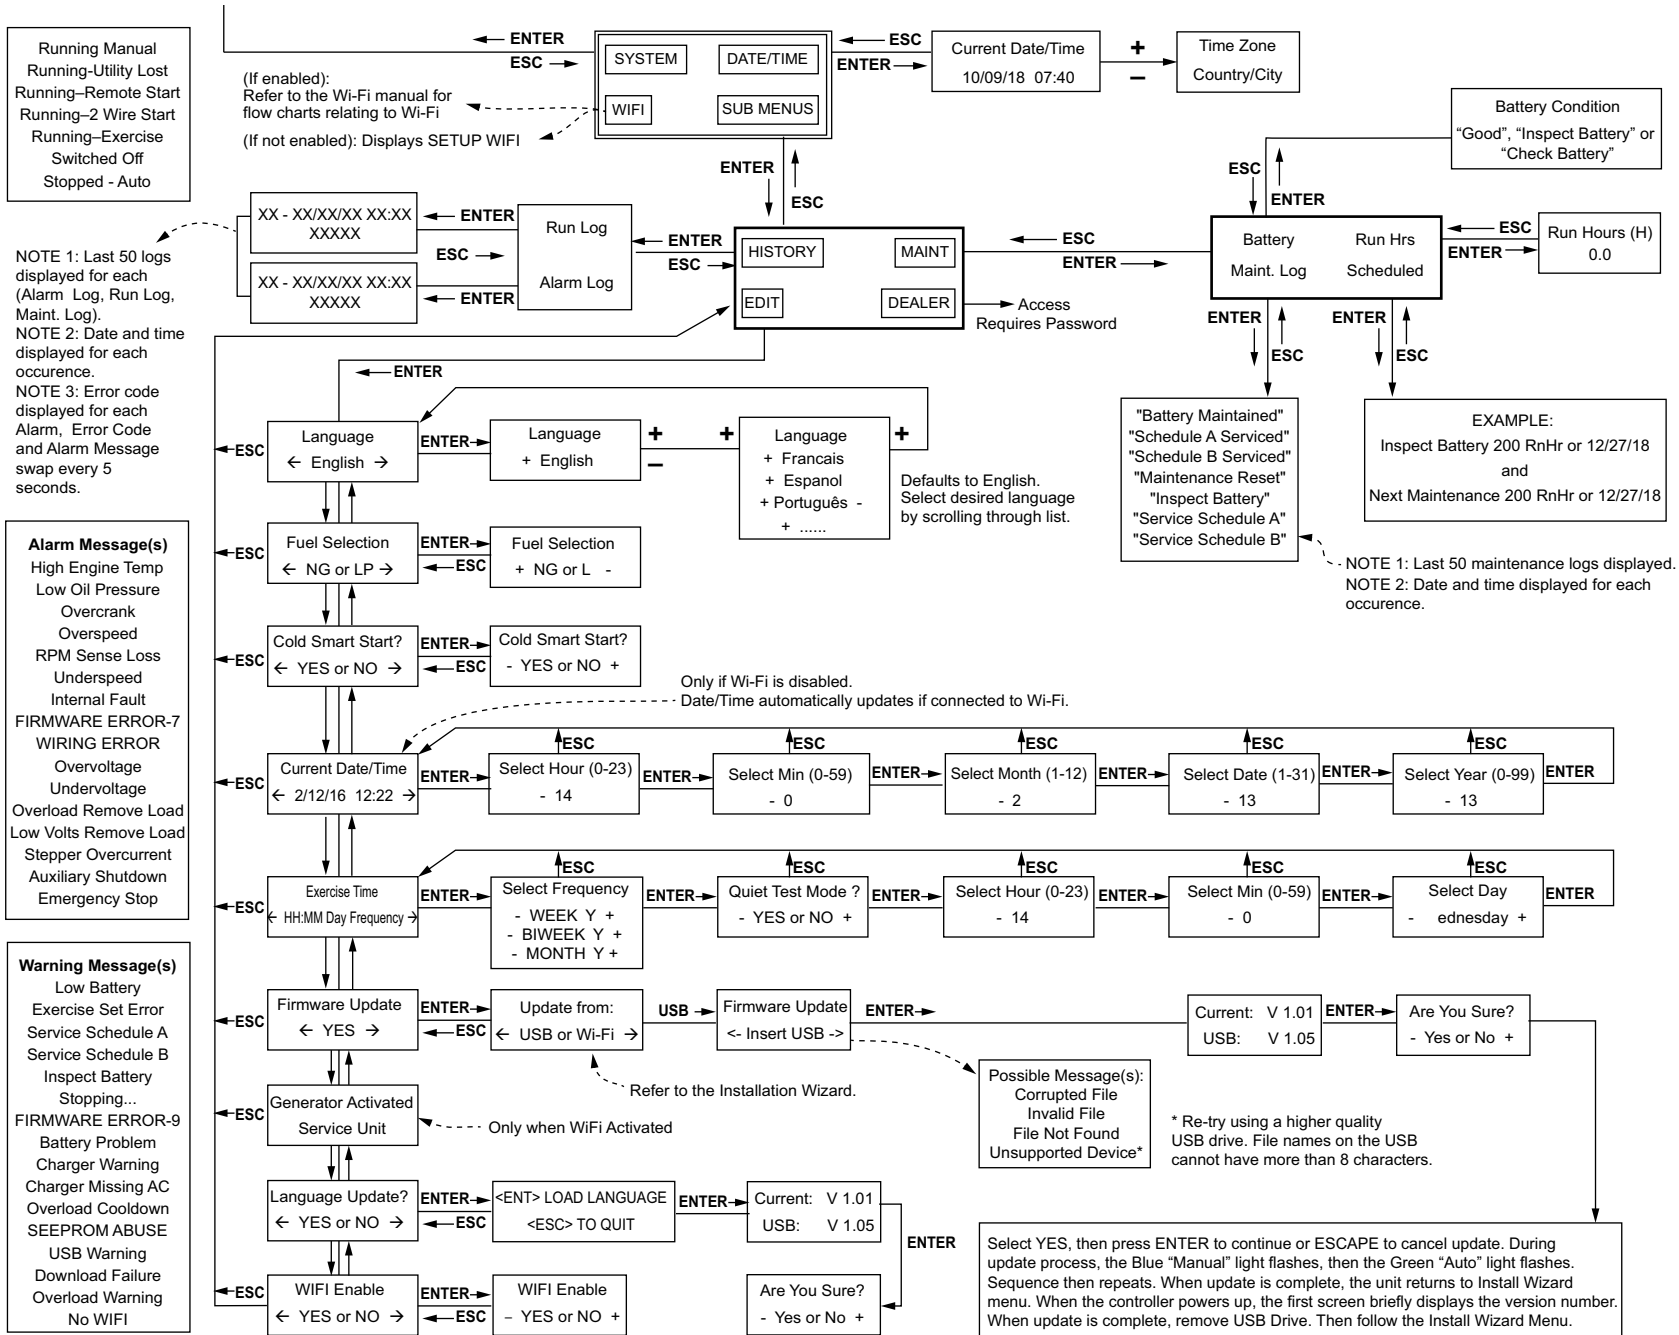 Running Manual
Running-Utility Lost
Running–Remote Start
Running–2 Wire Start
Running–Exercise
Switched Off
Stopped - Auto
ENTER
ESC
SYSTEM
DATE/TIME
WIFI
SUB MENUS
(If enabled):
Refer to the Wi-Fi manual for
flow charts relating to Wi-Fi
(If not enabled): Displays SETUP WIFI
ESC
ENTER
Current Date/Time
10/09/18 07:40
+
–
Time Zone
Country/City
Battery Condition
“Good”, “Inspect Battery” or
“Check Battery”
ENTER
ESC
ESC
ENTER
XX - XX/XX/XX XX:XX
XXXXX
XX - XX/XX/XX XX:XX
XXXXX
ENTER
ESC
ENTER
Run Log
Alarm Log
ENTER
ESC
HISTORY
MAINT
EDIT
DEALER
Access
Requires Password
ESC
ENTER
Battery
Run Hrs
Maint. Log
Scheduled
ESC
ENTER
Run Hours (H)
0.0
NOTE 1: Last 50 logs
displayed for each
(Alarm Log, Run Log,
Maint. Log).
NOTE 2: Date and time
displayed for each
occurence.
NOTE 3: Error code
displayed for each
Alarm, Error Code
and Alarm Message
swap every 5
seconds.
ENTER
ESC
ENTER
ESC
"Battery Maintained"
"Schedule A Serviced"
"Schedule B Serviced"
"Maintenance Reset"
"Inspect Battery"
"Service Schedule A"
"Service Schedule B"
EXAMPLE:
Inspect Battery 200 RnHr or 12/27/18
and
Next Maintenance 200 RnHr or 12/27/18
NOTE 1: Last 50 maintenance logs displayed.
NOTE 2: Date and time displayed for each
occurence.
ENTER
ESC
Language
← English →
ENTER
Language
+ English
+
–
+
Language
+ Francais
+ Espanol
+ Português -
+ ......
+
Defaults to English.
Select desired language
by scrolling through list.
Alarm Message(s)
High Engine Temp
Low Oil Pressure
Overcrank
Overspeed
RPM Sense Loss
Underspeed
Internal Fault
FIRMWARE ERROR-7
WIRING ERROR
Overvoltage
Undervoltage
Overload Remove Load
Low Volts Remove Load
Stepper Overcurrent
Auxiliary Shutdown
Emergency Stop
ESC
Fuel Selection
← NG or LP →
ENTER
ESC
Fuel Selection
+ NG or L -
ESC
Cold Smart Start?
← YES or NO →
ENTER
ESC
Cold Smart Start?
- YES or NO +
Only if Wi-Fi is disabled.
Date/Time automatically updates if connected to Wi-Fi.
ESC
Current Date/Time
← 2/12/16 12:22 →
ENTER
ESC
Select Hour (0-23)
- 14
ENTER
ESC
Select Min (0-59)
- 0
ENTER
ESC
Select Month (1-12)
- 2
ENTER
ESC
Select Date (1-31)
- 13
ENTER
ESC
Select Year (0-99)
- 13
ENTER
ESC
Exercise Time
← HH:MM Day Frequency →
ENTER
ESC
Select Frequency
- WEEK Y +
- BIWEEK Y +
- MONTH Y +
ENTER
ESC
Quiet Test Mode ?
- YES or NO +
ENTER
ESC
Select Hour (0-23)
- 14
ENTER
ESC
Select Min (0-59)
- 0
ENTER
ESC
Select Day
- ednesday +
ENTER
Warning Message(s)
Low Battery
Exercise Set Error
Service Schedule A
Service Schedule B
Inspect Battery
Stopping...
FIRMWARE ERROR-9
Battery Problem
Charger Warning
Charger Missing AC
Overload Cooldown
SEEPROM ABUSE
USB Warning
Download Failure
Overload Warning
No WIFI
ESC
Firmware Update
← YES →
ENTER
ESC
Update from:
← USB or Wi-Fi →
USB
Firmware Update
<- Insert USB ->
ENTER
Current: V 1.01
USB: V 1.05
ENTER
Are You Sure?
- Yes or No +
Refer to the Installation Wizard.
Possible Message(s):
Corrupted File
Invalid File
File Not Found
Unsupported Device*
* Re-try using a higher quality
USB drive. File names on the USB
cannot have more than 8 characters.
ESC
Generator Activated
Service Unit
Only when WiFi Activated
Language Update?
← YES or NO →
ENTER
ESC
<ENT> LOAD LANGUAGE
<ESC> TO QUIT
ENTER
Current: V 1.01
USB: V 1.05
ENTER
Are You Sure?
- Yes or No +
ESC
WIFI Enable
← YES or NO →
ENTER
ESC
WIFI Enable
– YES or NO +
Select YES, then press ENTER to continue or ESCAPE to cancel update. During
update process, the Blue “Manual” light flashes, then the Green “Auto” light flashes.
Sequence then repeats. When update is complete, the unit returns to Install Wizard
menu. When the controller powers up, the first screen briefly displays the version number.
When update is complete, remove USB Drive. Then follow the Install Wizard Menu.